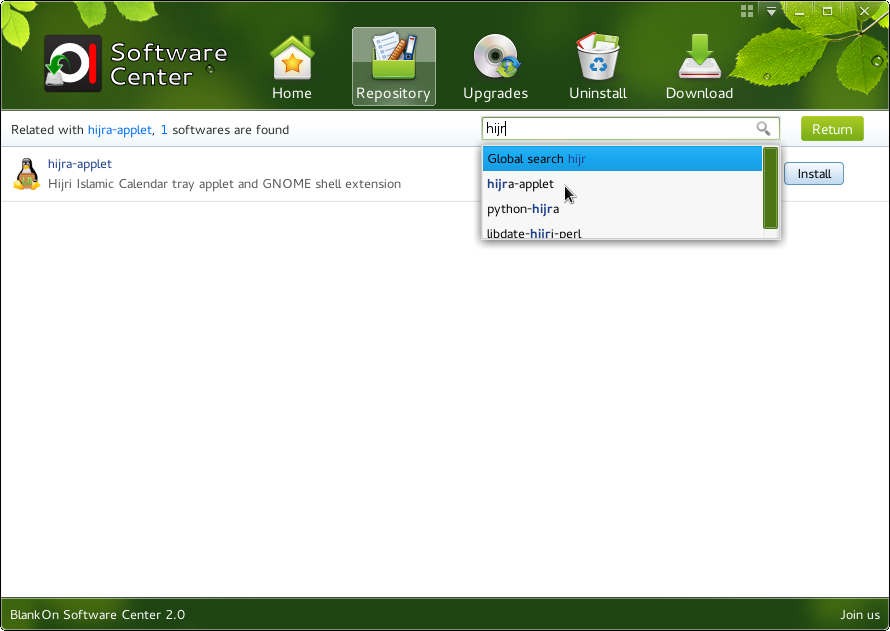 Software
Center
Home
Repository
Upgrades
Uninstall
Download
Related with hijra-applet, 1 softwares are found
hijr
Return
hijra-applet
Hijri Islamic Calendar tray applet and GNOME shell extension
Install
Global search hijr
hijra-applet
python-hijra
libdate-hijri-perl
BlankOn Software Center 2.0
Join us